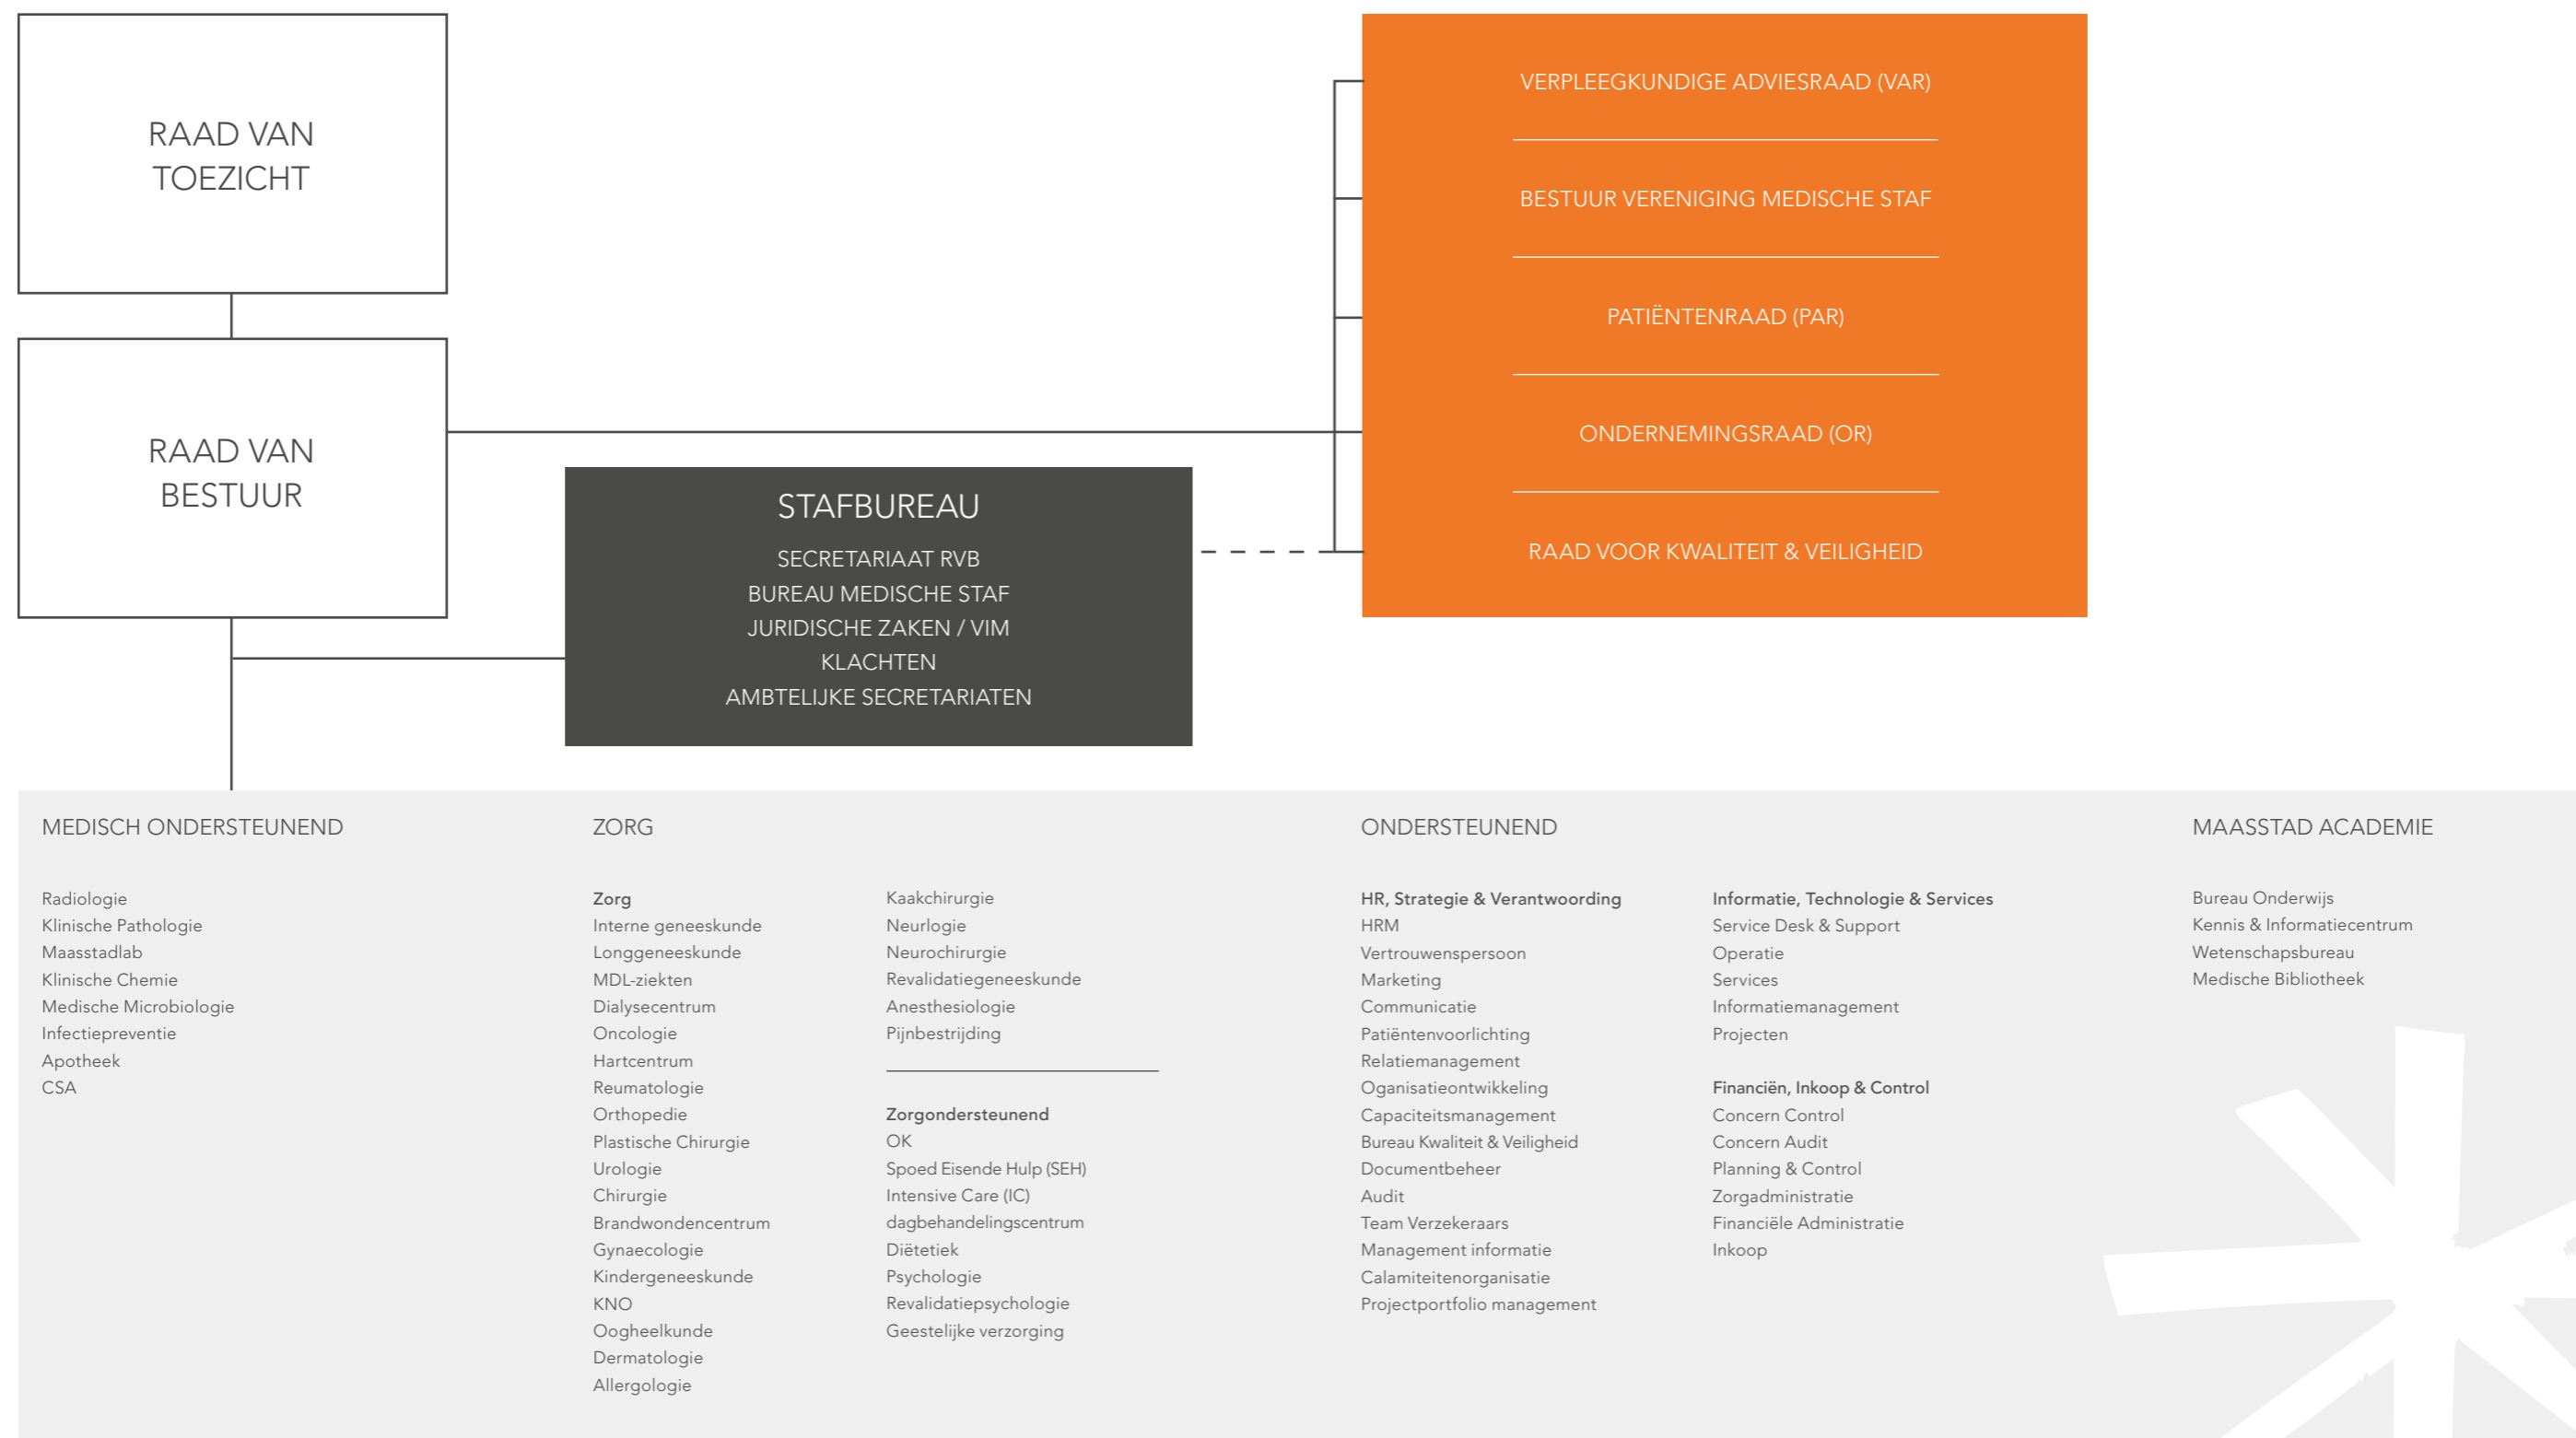 RAAD VAN
TOEZICHT
RAAD VAN
BESTUUR
VERPLEEGKUNDIGE ADVIESRAAD (VAR)
BESTUUR VERENIGING MEDISCHE STAF
PATIËNTENRAAD (PAR)
ONDERNEMINGSRAAD (OR)
RAAD VOOR KWALITEIT & VEILIGHEID
STAFBUREAU
SECRETARIAAT RVB
BUREAU MEDISCHE STAF
JURIDISCHE ZAKEN / VIM
KLACHTEN
AMBTELIJKE SECRETARIATEN
MEDISCH ONDERSTEUNEND
Radiologie
Klinische Pathologie
Maasstadlab
Klinische Chemie
Medische Microbiologie
Infectiepreventie
Apotheek
CSA
ZORG
Zorg
Interne geneeskunde
Longgeneeskunde
MDL-ziekten
Dialysecentrum
Oncologie
Hartcentrum
Reumatologie
Orthopedie
Plastische Chirurgie
Urologie
Chirurgie
Brandwondencentrum
Gynaecologie
Kindergeneeskunde
KNO
Oogheelkunde
Dermatologie
Allergologie
Kaakchirurgie
Neurlogie
Neurochirurgie
Revalidatiegeneeskunde
Anesthesiologie
Pijnbestrijding
Zorgondersteunend
OK
Spoed Eisende Hulp (SEH)
Intensive Care (IC)
dagbehandelingscentrum
Diëtetiek
Psychologie
Revalidatiepsychologie
Geestelijke verzorging
ONDERSTEUNEND
HR, Strategie & Verantwoording
HRM
Vertrouwenspersoon
Marketing
Communicatie
Patiëntenvoorlichting
Relatiemanagement
Oganisatieontwikkeling
Capaciteitsmanagement
Bureau Kwaliteit & Veiligheid
Documentbeheer
Audit
Team Verzekeraars
Management informatie
Calamiteitenorganisatie
Projectportfolio management
Informatie, Technologie & Services
Service Desk & Support
Operatie
Services
Informatiemanagement
Projecten
Financiën, Inkoop & Control
Concern Control
Concern Audit
Planning & Control
Zorgadministratie
Financiële Administratie
Inkoop
MAASSTAD ACADEMIE
Bureau Onderwijs
Kennis & Informatiecentrum
Wetenschapsbureau
Medische Bibliotheek